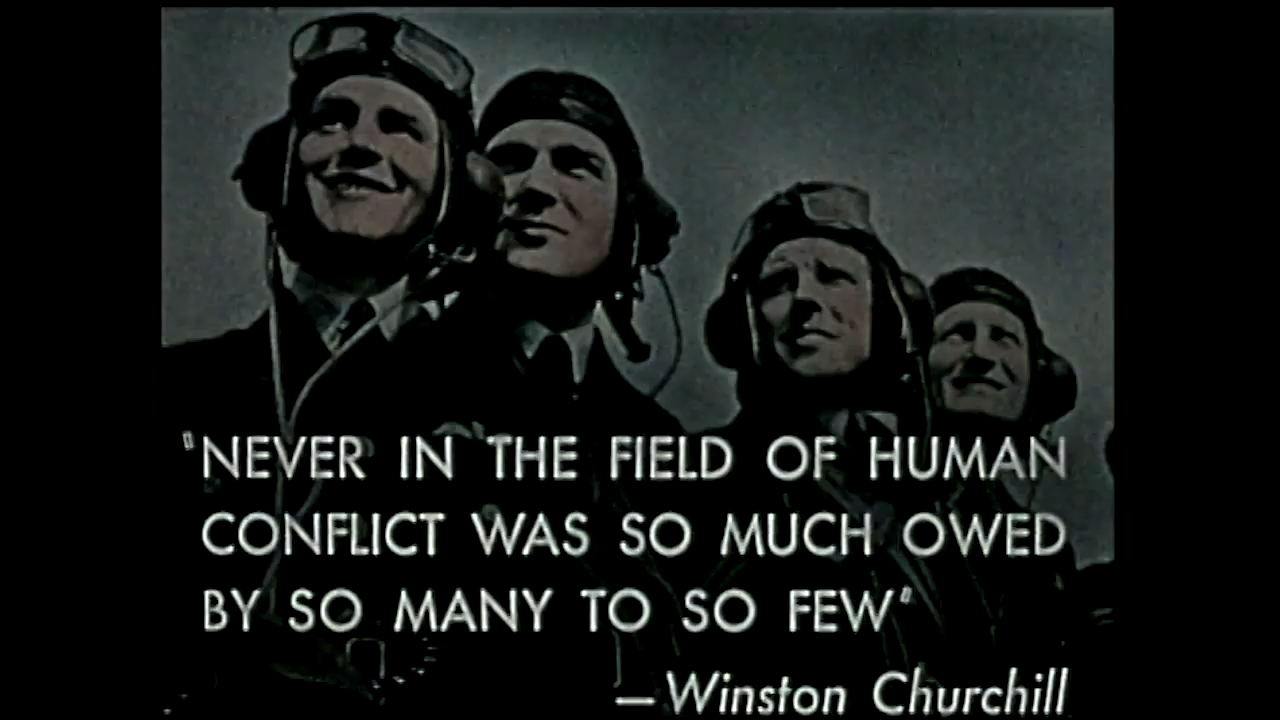 "NEVER IN THE FIELD OF HUMAN
CONFLICT WAS SO MUCH OWED
BY SO MANY TO SO FEW"
—Winston Churchill